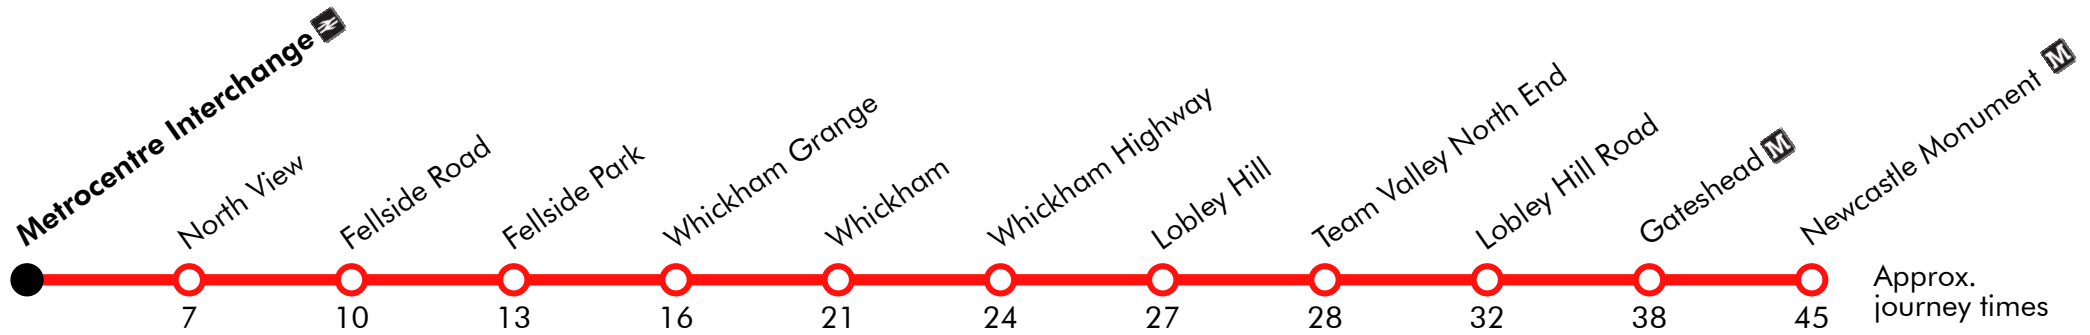 Metrocentre Interchange
North View
Fellside Road
Fellside Park
Whickham Grange
Whickham
Whickham Highway
Lobley Hill
Team Valley North End
Lobley Hill Road
Gateshead M
Newcastle Monument M
7 10 13 16 21 24 27 28 32 38 45
Approx.
journey times